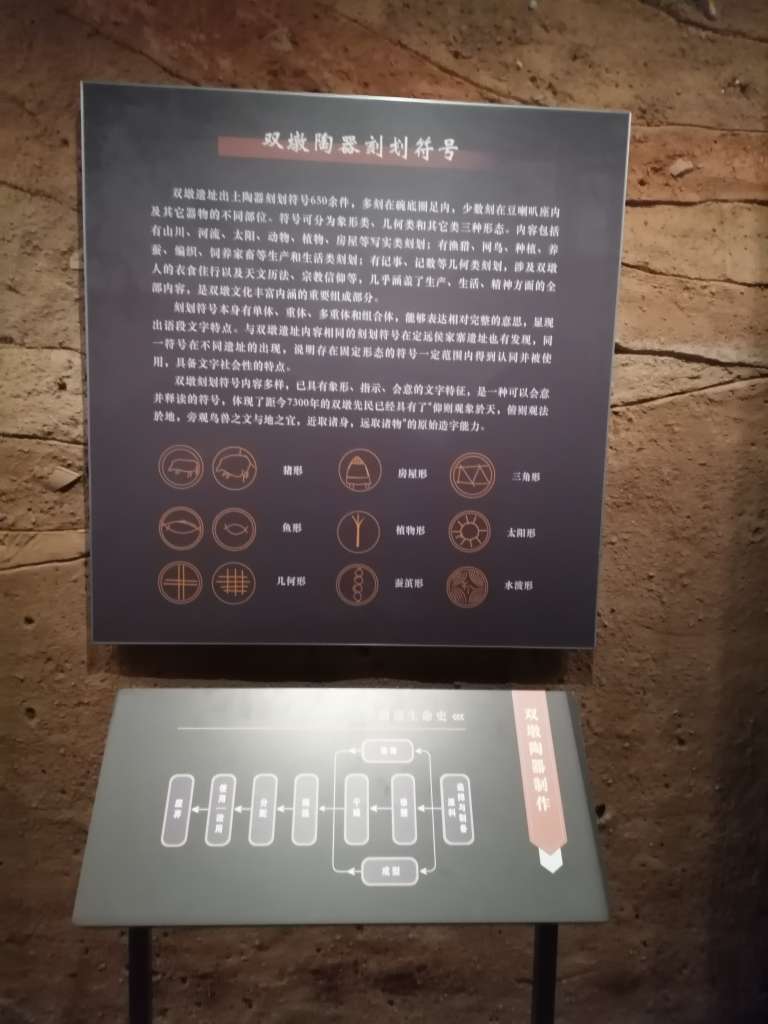 双墩陶器刻划符号
双墩遗址出土陶器刻划符号650余件，多刻在碗底圈足内，少数刻在豆喇叭座内
及其它器物的不同部位。符号可分为象形类、几何类和其它类三种形态。内容包括
有山川、河流、太阳、动物、植物、房屋等写实类刻划；有渔猎、网鸟、种植、养
蚕、编织、饲养家畜等生产和生活类刻划；有记事、记数等几何类刻划，涉及双墩
人的衣食住行以及天文历法、宗教信仰等，几乎涵盖了生产、生活、精神方面的全
部内容，是双墩文化丰富内涵的重要组成部分。
刻划符号本身有单体、重体、多重体和组合体，能够表达相对完整的意思，显现
出语段文字特点。与双墩遗址内容相同的刻划符号在定远侯家寨遗址也有发现，同
一符号在不同遗址的出现，说明存在固定形态的符号一定范围内得到认同并被使
用，具备文字社会性的特点。
双墩刻划符号内容多样，已具有象形、指示、会意的文字特征，是一种可以会意
并释读的符号，体现了距今7300年的双墩先民已经具有了“仰则观象於天，俯则观法
於地，旁观鸟兽之文与地之宜，近取诸身，远取诸物”的原始造字能力。
猪形
房屋形
三角形
鱼形
植物形
太阳形
几何形
蚕茧形
水波形
双墩陶器制作
生命史
选择与制备
原料
成型
修整
干燥
分配
使用
废弃